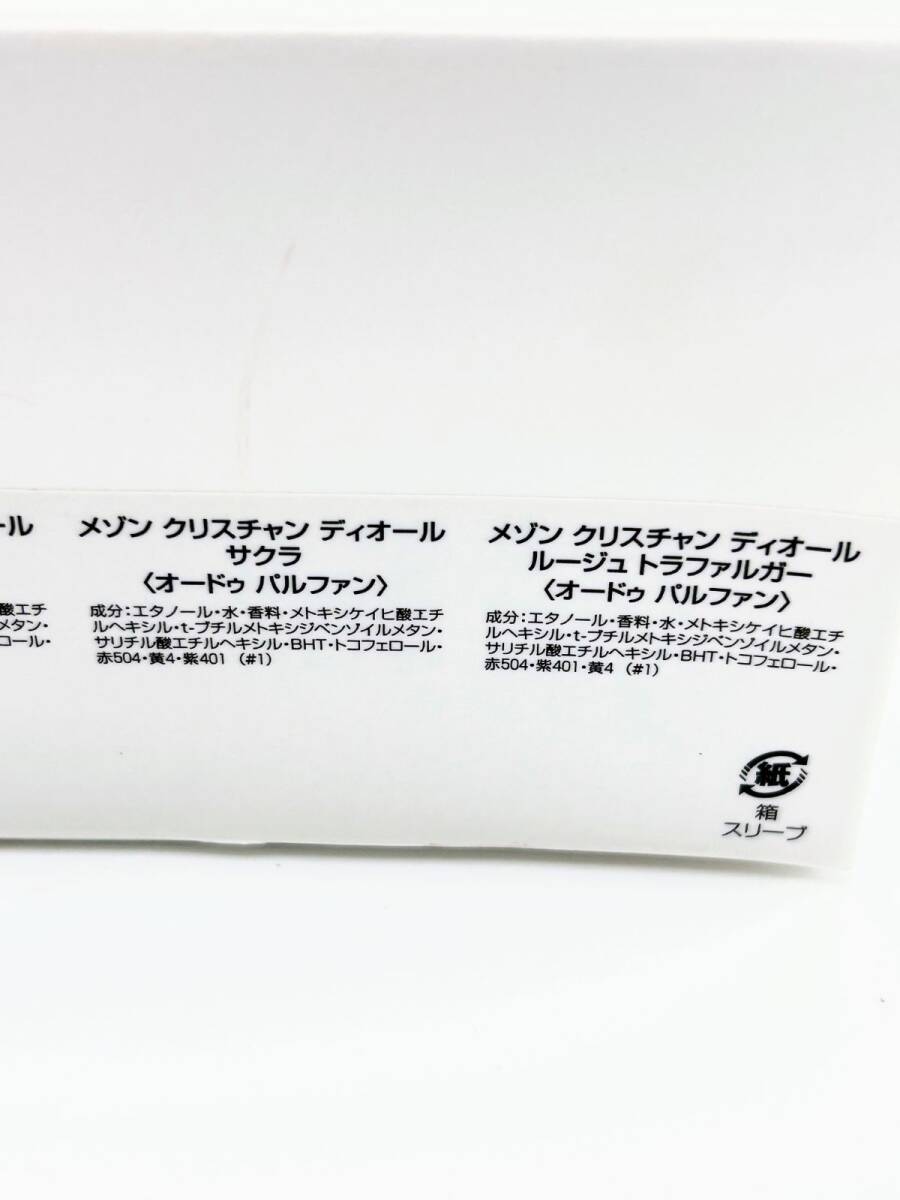 ール
酸エチ
メタン・
ロール・
メゾン クリスチャン ディオール
サクラ
〈オードゥ パルファン〉
成分：エタノール・水・香料・メトキシケイヒ酸エチ
ルヘキシル・t-ブチルメトキシジベンゾイルメタン・
サリチル酸エチルヘキシル・BHT・トコフェロール・
赤504・黄4・紫401 (#1)
メゾン クリスチャン ディオール
ルージュ トラファルガー
〈オードゥ パルファン〉
成分：エタノール・香料・水・メトキシケイヒ酸エチ
ルヘキシル・t-ブチルメトキシジベンゾイルメタン・
サリチル酸エチルヘキシル・BHT・トコフェロール・
赤504・紫401・黄4 (#1)
紙
箱
スリーブ